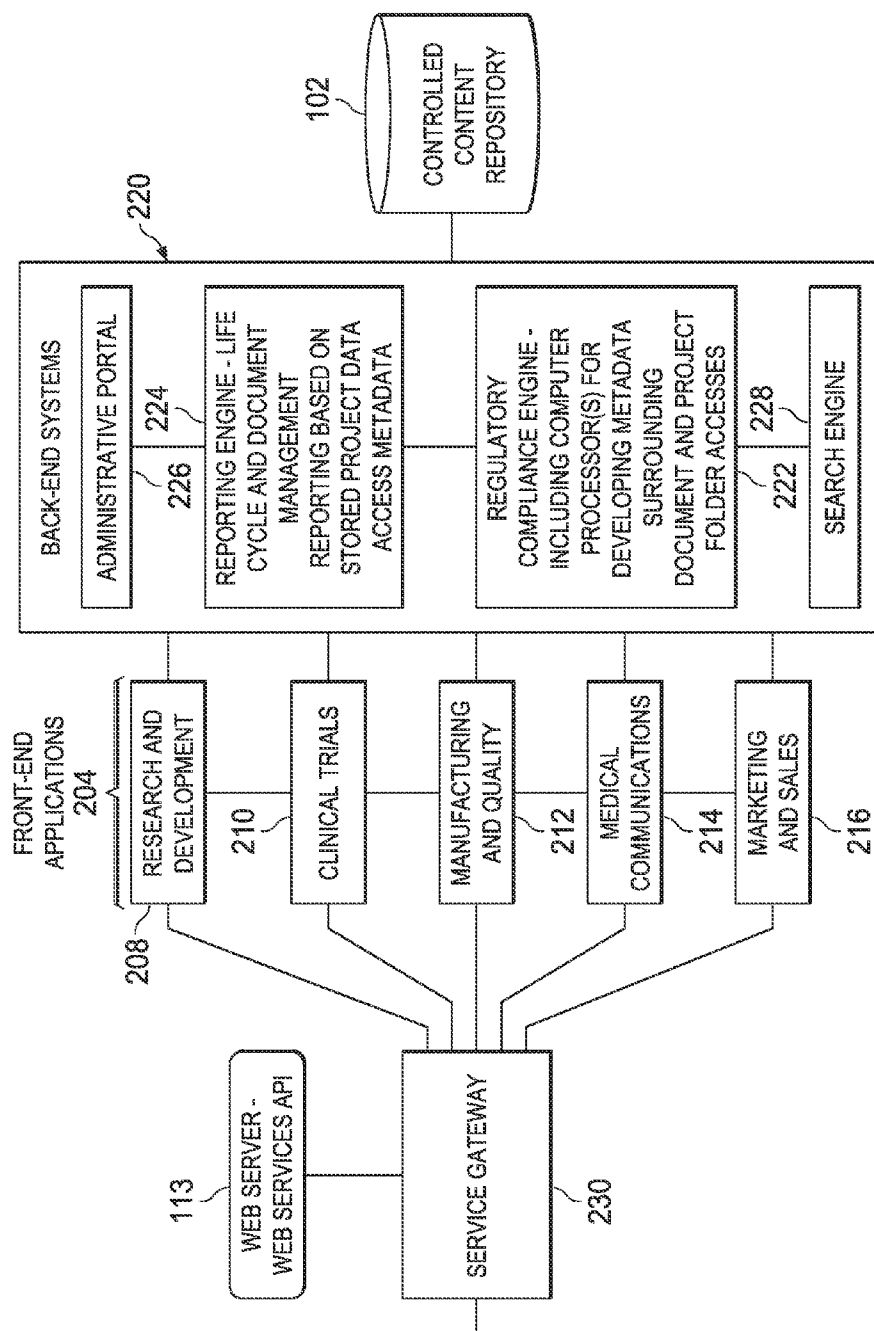 113
WEB SERVER -
WEB SERVICES API
SERVICE GATEWAY
230
FRONT-END
APPLICATIONS
204
208
RESEARCH AND
DEVELOPMENT
210
CLINICAL TRIALS
MANUFACTURING
AND QUALITY
212
MEDICAL
COMMUNICATIONS
214
MARKETING
AND SALES
216
220
BACK-END SYSTEMS
ADMINISTRATIVE PORTAL
226
224
REPORTING ENGINE - LIFE
CYCLE AND DOCUMENT
MANAGEMENT
REPORTING BASED ON
STORED PROJECT DATA
ACCESS METADATA
REGULATORY
COMPLIANCE ENGINE -
INCLUDING COMPUTER
PROCESSOR(S) FOR
DEVELOPING METADATA
SURROUNDING
DOCUMENT AND PROJECT
FOLDER ACCESSES
222
228
SEARCH ENGINE
102
CONTROLLED
CONTENT
REPOSITORY